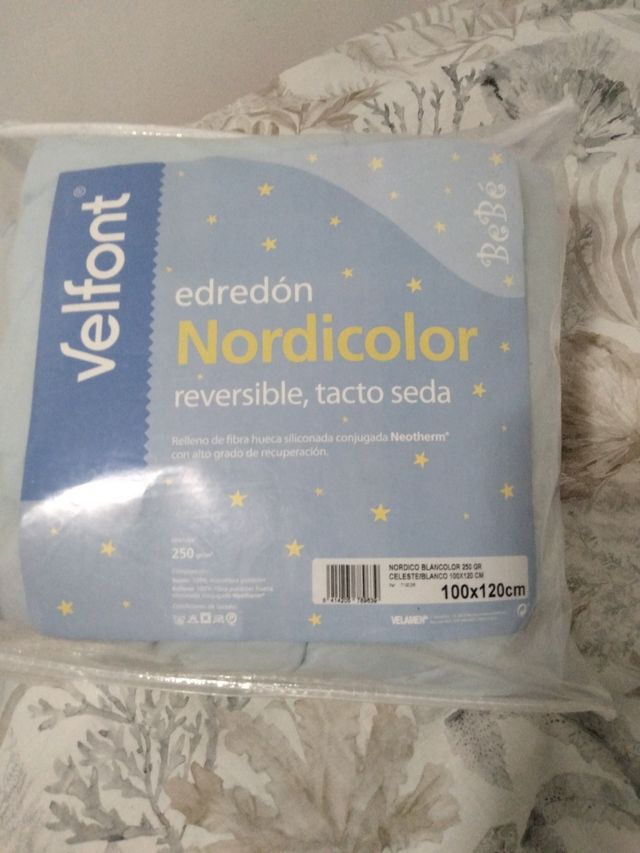 Velfont®
BeBé
edredón
Nordicolor
reversible, tacto seda
Relleno de fibra hueca siliconada conjugada Neotherm®
con alto grado de recuperación.
250 gr/m²
NORDICO BLANCOLOR 250 GR
CELESTE/BLANCO 100X120 CM
100x120cm
VELAMEN